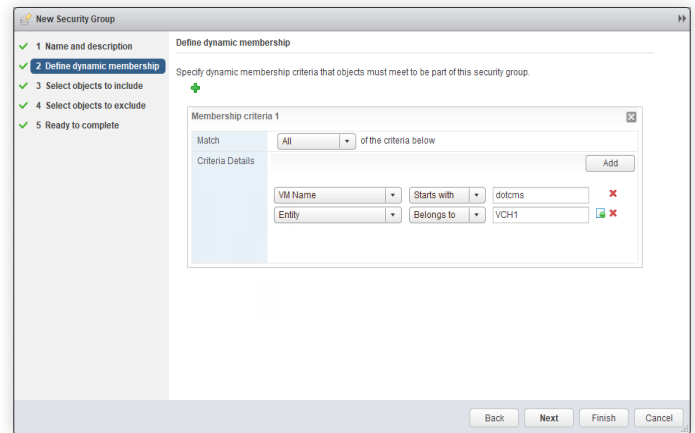 New Security Group
1 Name and description
2 Define dynamic membership
3 Select objects to include
4 Select objects to exclude
5 Ready to complete
Define dynamic membership
Specify dynamic membership criteria that objects must meet to be part of this security group.
Membership criteria 1
Match All of the criteria below
Criteria Details Add
VM Name Starts with dotcms
Entity Belongs to VCH1
Back Next Finish Cancel